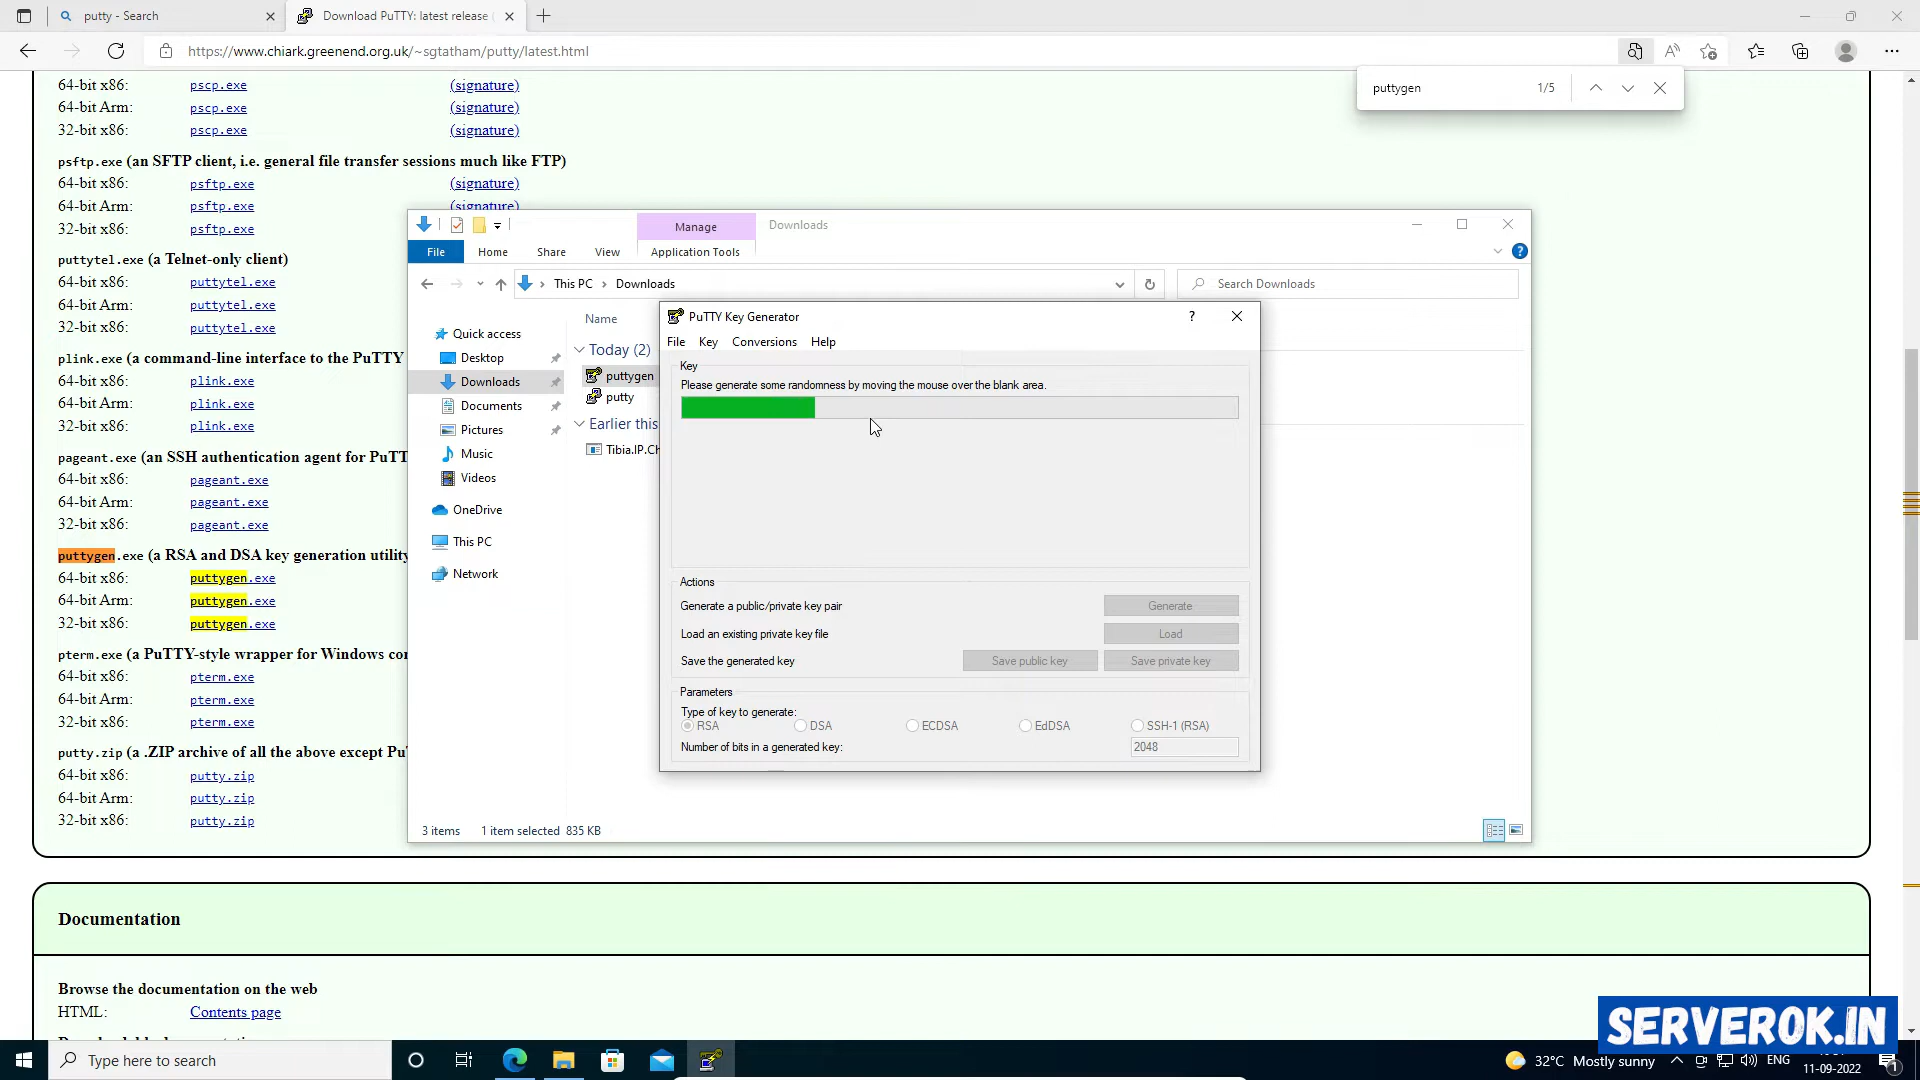 putty - Search
Download PuTTY: latest release (
https://www.chiark.greenend.org.uk/~sgtatham/putty/latest.html
puttygen 1/5
64-bit x86: pscp.exe (signature)
64-bit Arm: pscp.exe (signature)
32-bit x86: pscp.exe (signature)
psftp.exe (an SFTP client, i.e. general file transfer sessions much like FTP)
64-bit x86: psftp.exe (signature)
64-bit Arm: psftp.exe (signature)
32-bit x86: psftp.exe
puttytel.exe (a Telnet-only client)
64-bit x86: puttytel.exe
64-bit Arm: puttytel.exe
32-bit x86: puttytel.exe
plink.exe (a command-line interface to the PuTTY
64-bit x86: plink.exe
64-bit Arm: plink.exe
32-bit x86: plink.exe
pageant.exe (an SSH authentication agent for PuTT
64-bit x86: pageant.exe
64-bit Arm: pageant.exe
32-bit x86: pageant.exe
puttygen.exe (a RSA and DSA key generation utility
64-bit x86: puttygen.exe
64-bit Arm: puttygen.exe
32-bit x86: puttygen.exe
pterm.exe (a PuTTY-style wrapper for Windows con
64-bit x86: pterm.exe
64-bit Arm: pterm.exe
32-bit x86: pterm.exe
putty.zip (a .ZIP archive of all the above except Pu
64-bit x86: putty.zip
64-bit Arm: putty.zip
32-bit x86: putty.zip
Documentation
Browse the documentation on the web
HTML: Contents page
Manage Downloads
File Home Share View Application Tools
This PC Downloads Search Downloads
Quick access
Desktop
Downloads
Documents
Pictures
Music
Videos
OneDrive
This PC
Network
Name
Today (2)
puttygen
putty
Earlier this
Tibia.IP.Ch
3 items 1 item selected 835 KB
PuTTY Key Generator ?
File Key Conversions Help
Key
Please generate some randomness by moving the mouse over the blank area.
Actions
Generate a public/private key pair Generate
Load an existing private key file Load
Save the generated key Save public key Save private key
Parameters
Type of key to generate:
RSA DSA ECDSA EdDSA SSH-1 (RSA)
Number of bits in a generated key: 2048
SERVEROK.IN
Type here to search
32°C Mostly sunny ENG
11-09-2022
1